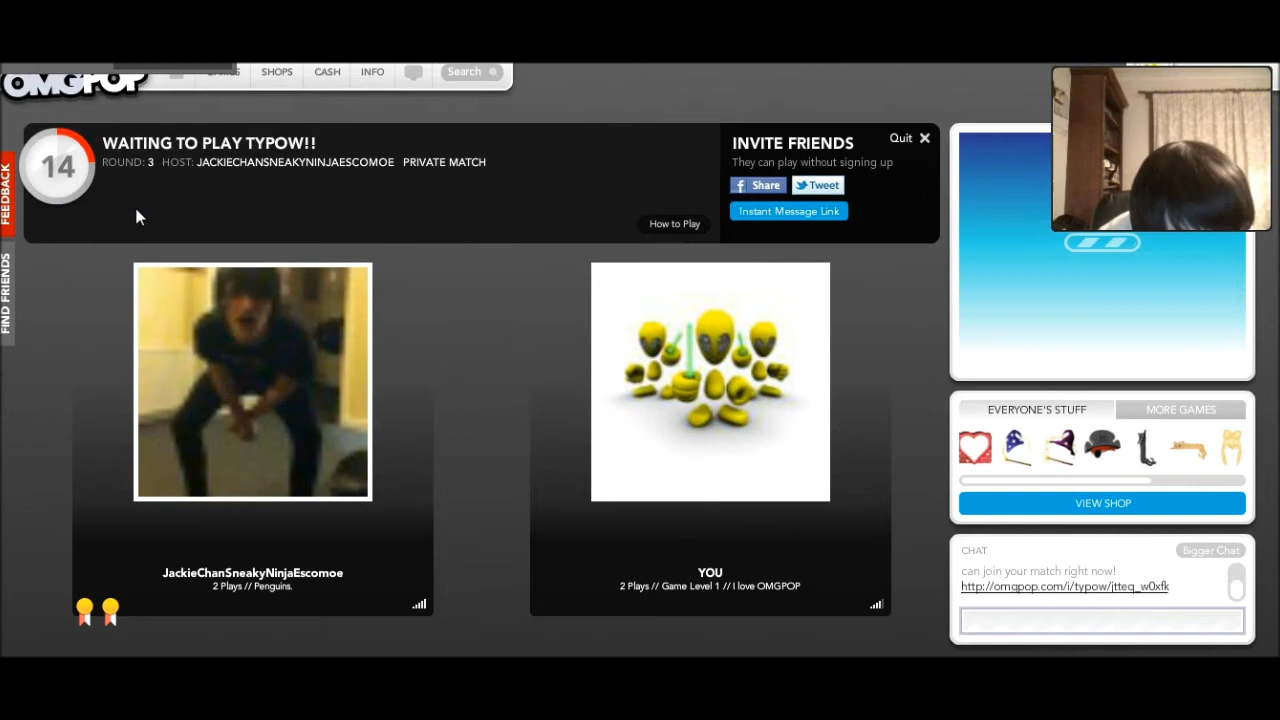 OMGPOP
GAMES SHOPS CASH INFO Search
FEEDBACK
FIND FRIENDS
14
WAITING TO PLAY TYPOW!!
ROUND: 3 HOST: JACKIECHANSNEAKYNINJAESCOMOE PRIVATE MATCH
How to Play
INVITE FRIENDS
Quit
They can play without signing up
f Share Tweet
Instant Message Link
JackieChanSneakyNinjaEscomoe
2 Plays // Penguins.
YOU
2 Plays // Game Level 1 // I love OMGPOP
EVERYONE'S STUFF MORE GAMES
VIEW SHOP
CHAT Bigger Chat
can join your match right now!
http://omgpop.com/i/typow/jtteq_w0xfk